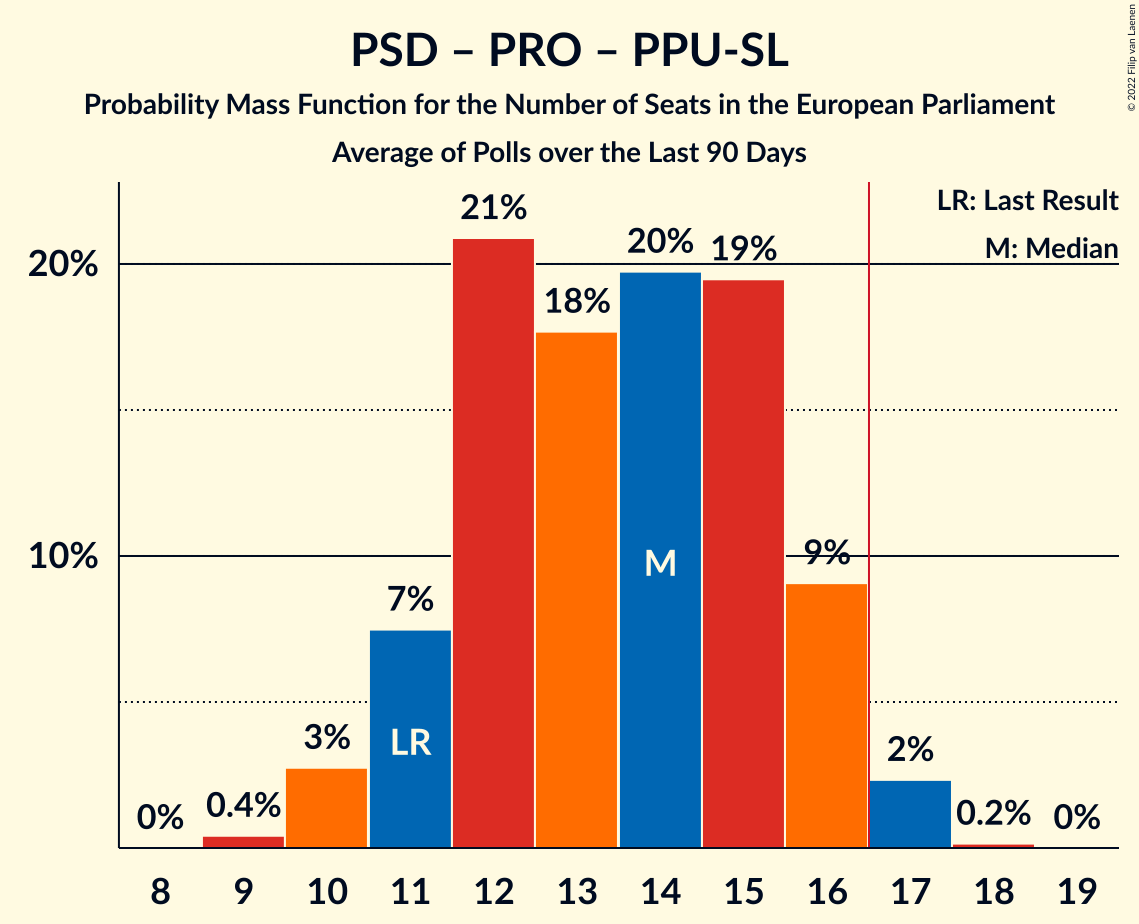 PSD – PRO – PPU-SL
Probability Mass Function for the Number of Seats in the European Parliament
Average of Polls over the Last 90 Days
© 2022 Filip van Laenen
LR: Last Result
M: Median
20%
10%
0%
0.4%
3%
7%
21%
18%
20%
19%
9%
2%
0.2%
0%
LR
M
8 9 10 11 12 13 14 15 16 17 18 19